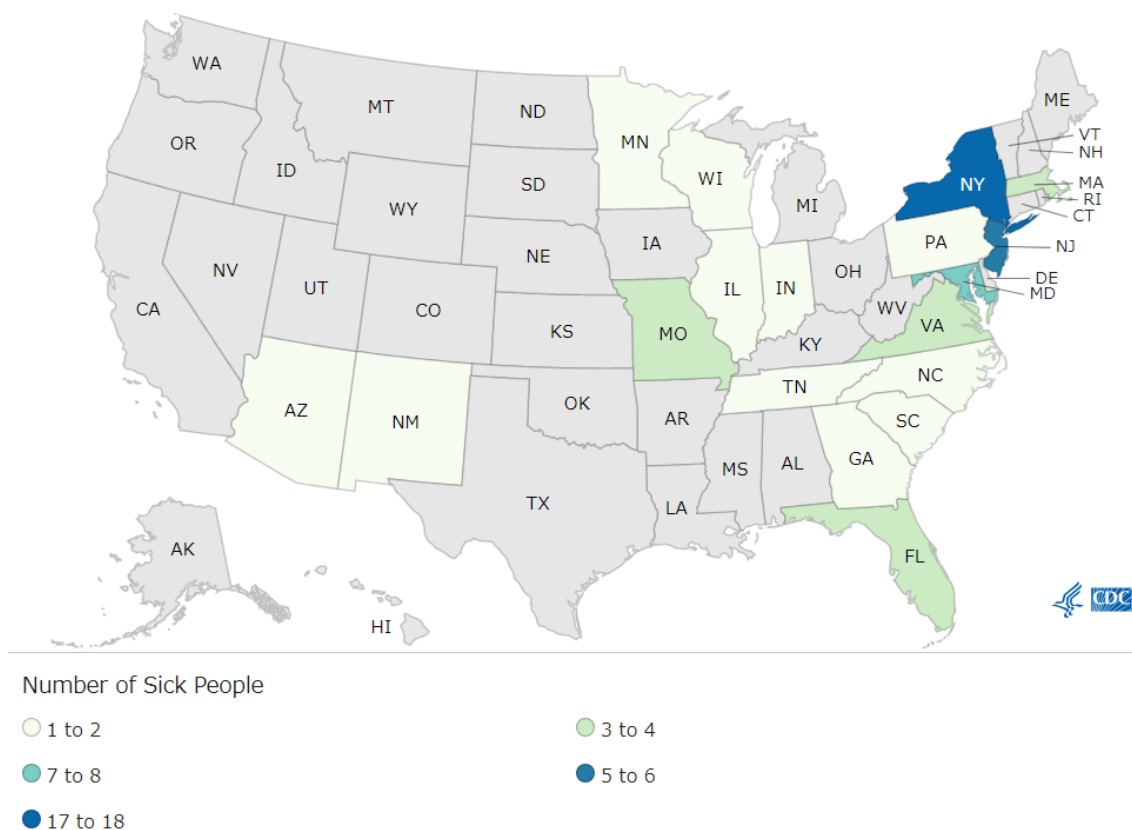 WA
MT
ND
MN
ME
VT
NH
OR
ID
SD
WI
MI
NY
MA
RI
CT
WY
IA
PA
NJ
NE
NV
UT
CO
IL
IN
OH
DE
MD
CA
KS
MO
WV
VA
KY
AZ
NM
OK
AR
TN
NC
SC
MS
AL
GA
TX
LA
AK
FL
HI
CDC
Number of Sick People
1 to 2
3 to 4
7 to 8
5 to 6
17 to 18